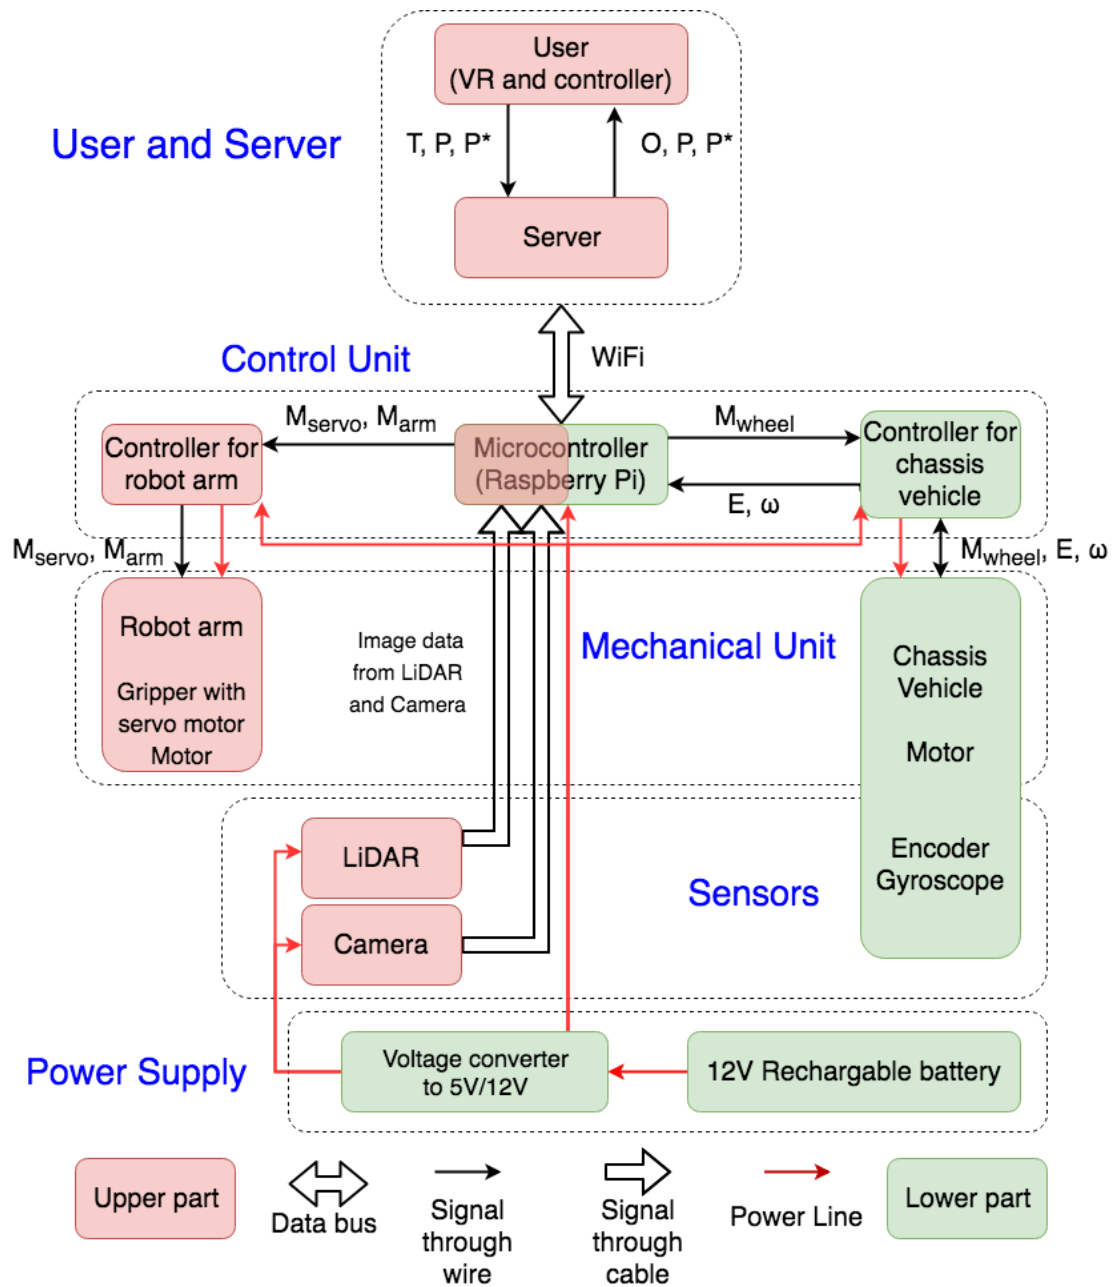 User
(VR and controller)
User and Server
T, P, P*
O, P, P*
Server
Control Unit
WiFi
Mservo, Marm
Mwheel
Controller for
robot arm
Microcontroller
(Raspberry Pi)
Controller for
chassis
vehicle
E, ω
Mservo, Marm
Mwheel, E, ω
Robot arm
Gripper with
servo motor
Motor
Image data
from LiDAR
and Camera
Mechanical Unit
Chassis
Vehicle
Motor
Encoder
Gyroscope
LiDAR
Camera
Sensors
Power Supply
Voltage converter
to 5V/12V
12V Rechargable battery
Upper part
Data bus
Signal
through
wire
Signal
through
cable
Power Line
Lower part